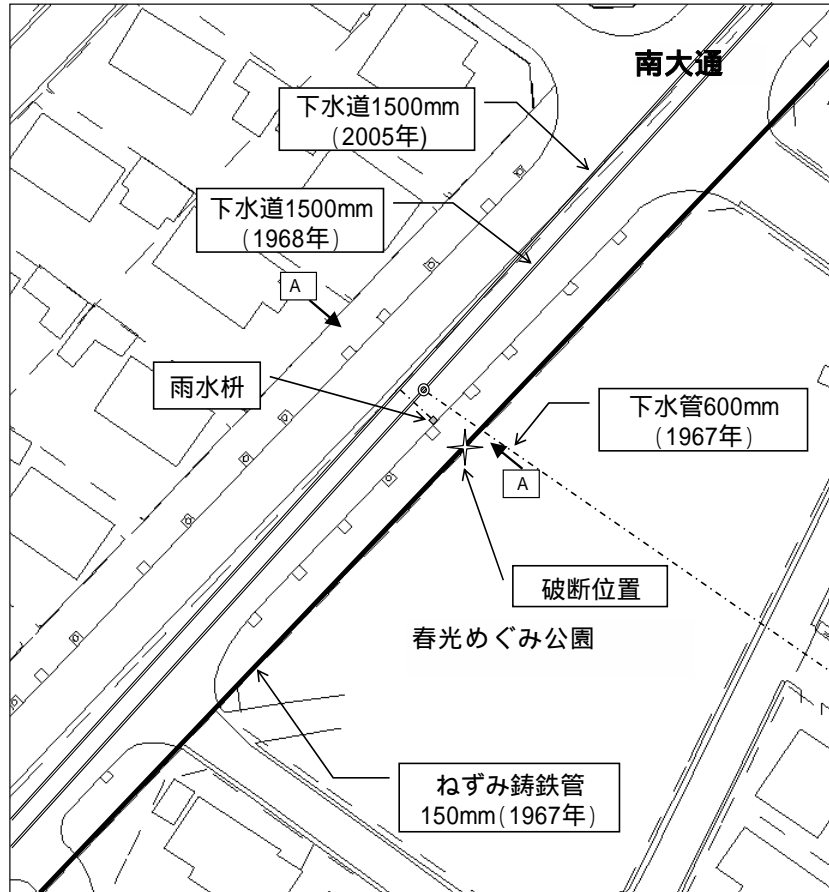 南大通
下水道1500mm
(2005年)
下水道1500mm
(1968年)
A
雨水枡
下水管600mm
(1967年)
A
破断位置
春光めぐみ公園
ねずみ鋳鉄管
150mm(1967年)